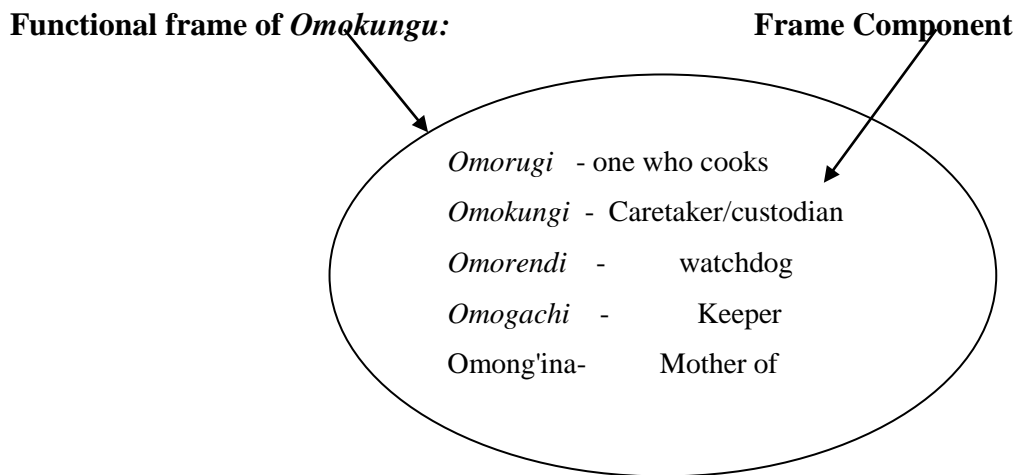 Functional frame of Omokungu: Frame Component
Omorugi - one who cooks
Omokungi - Caretaker/custodian
Omorendi - watchdog
Omogachi - Keeper
Omong'ina- Mother of